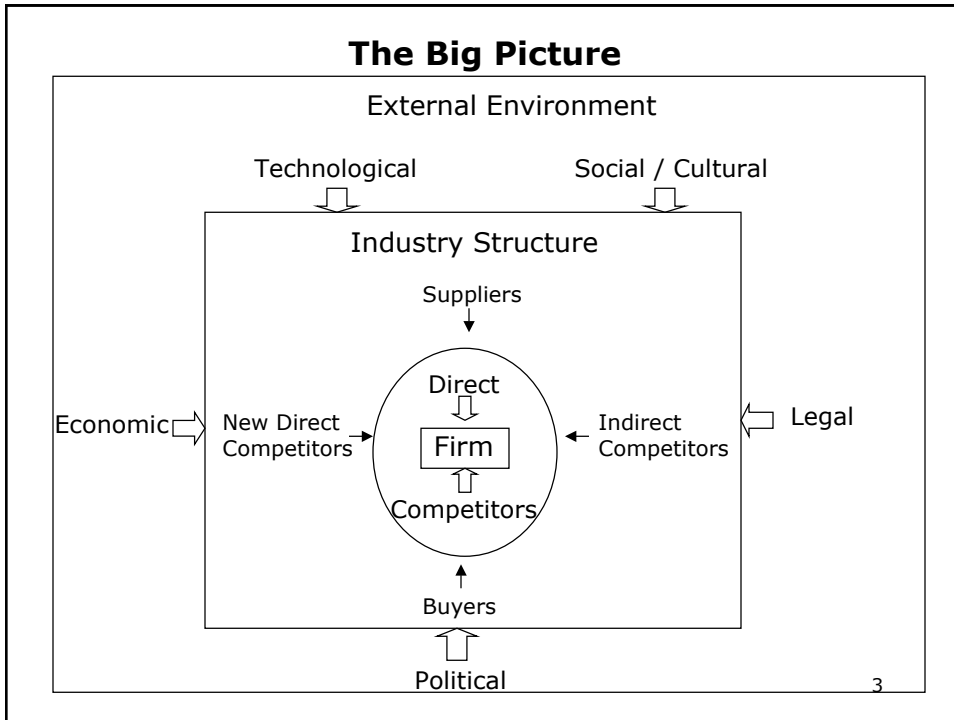 The Big Picture
External Environment
Technological
Social / Cultural
Industry Structure
Suppliers
Direct
Economic
New Direct
Competitors
Firm
Indirect
Competitors
Legal
Competitors
Buyers
Political
3